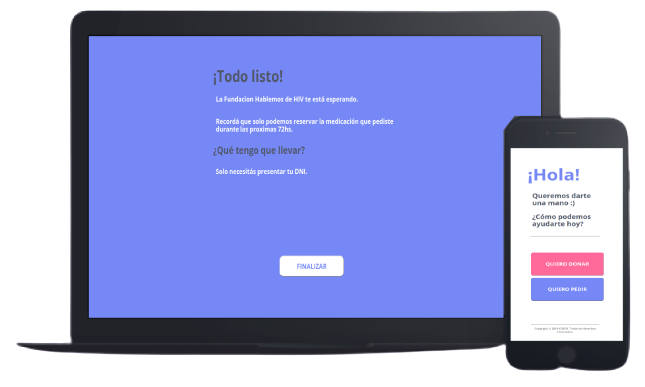 ¡Todo listo!
La Fundacion Hablemos de HIV te está esperando.
Recordá que solo podemos reservar la medicación que pediste
durante las proximas 72hs.
¿Qué tengo que llevar?
Solo necesitás presentar tu DNI.
FINALIZAR
¡Hola!
Queremos darte
una mano :)
¿Cómo podemos
ayudarte hoy?
QUIERO DONAR
QUIERO PEDIR